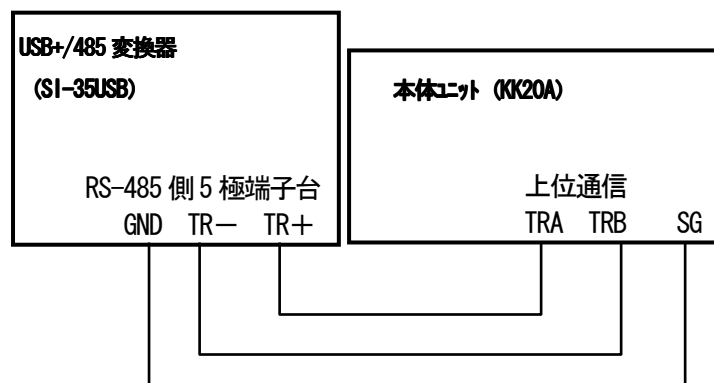 USB+/485 変換器
(SI-35USB)
RS-485 側 5 極端子台
GND TR－ TR＋
本体ﾕﾆｯﾄ (KK20A)
上位通信
TRA TRB SG